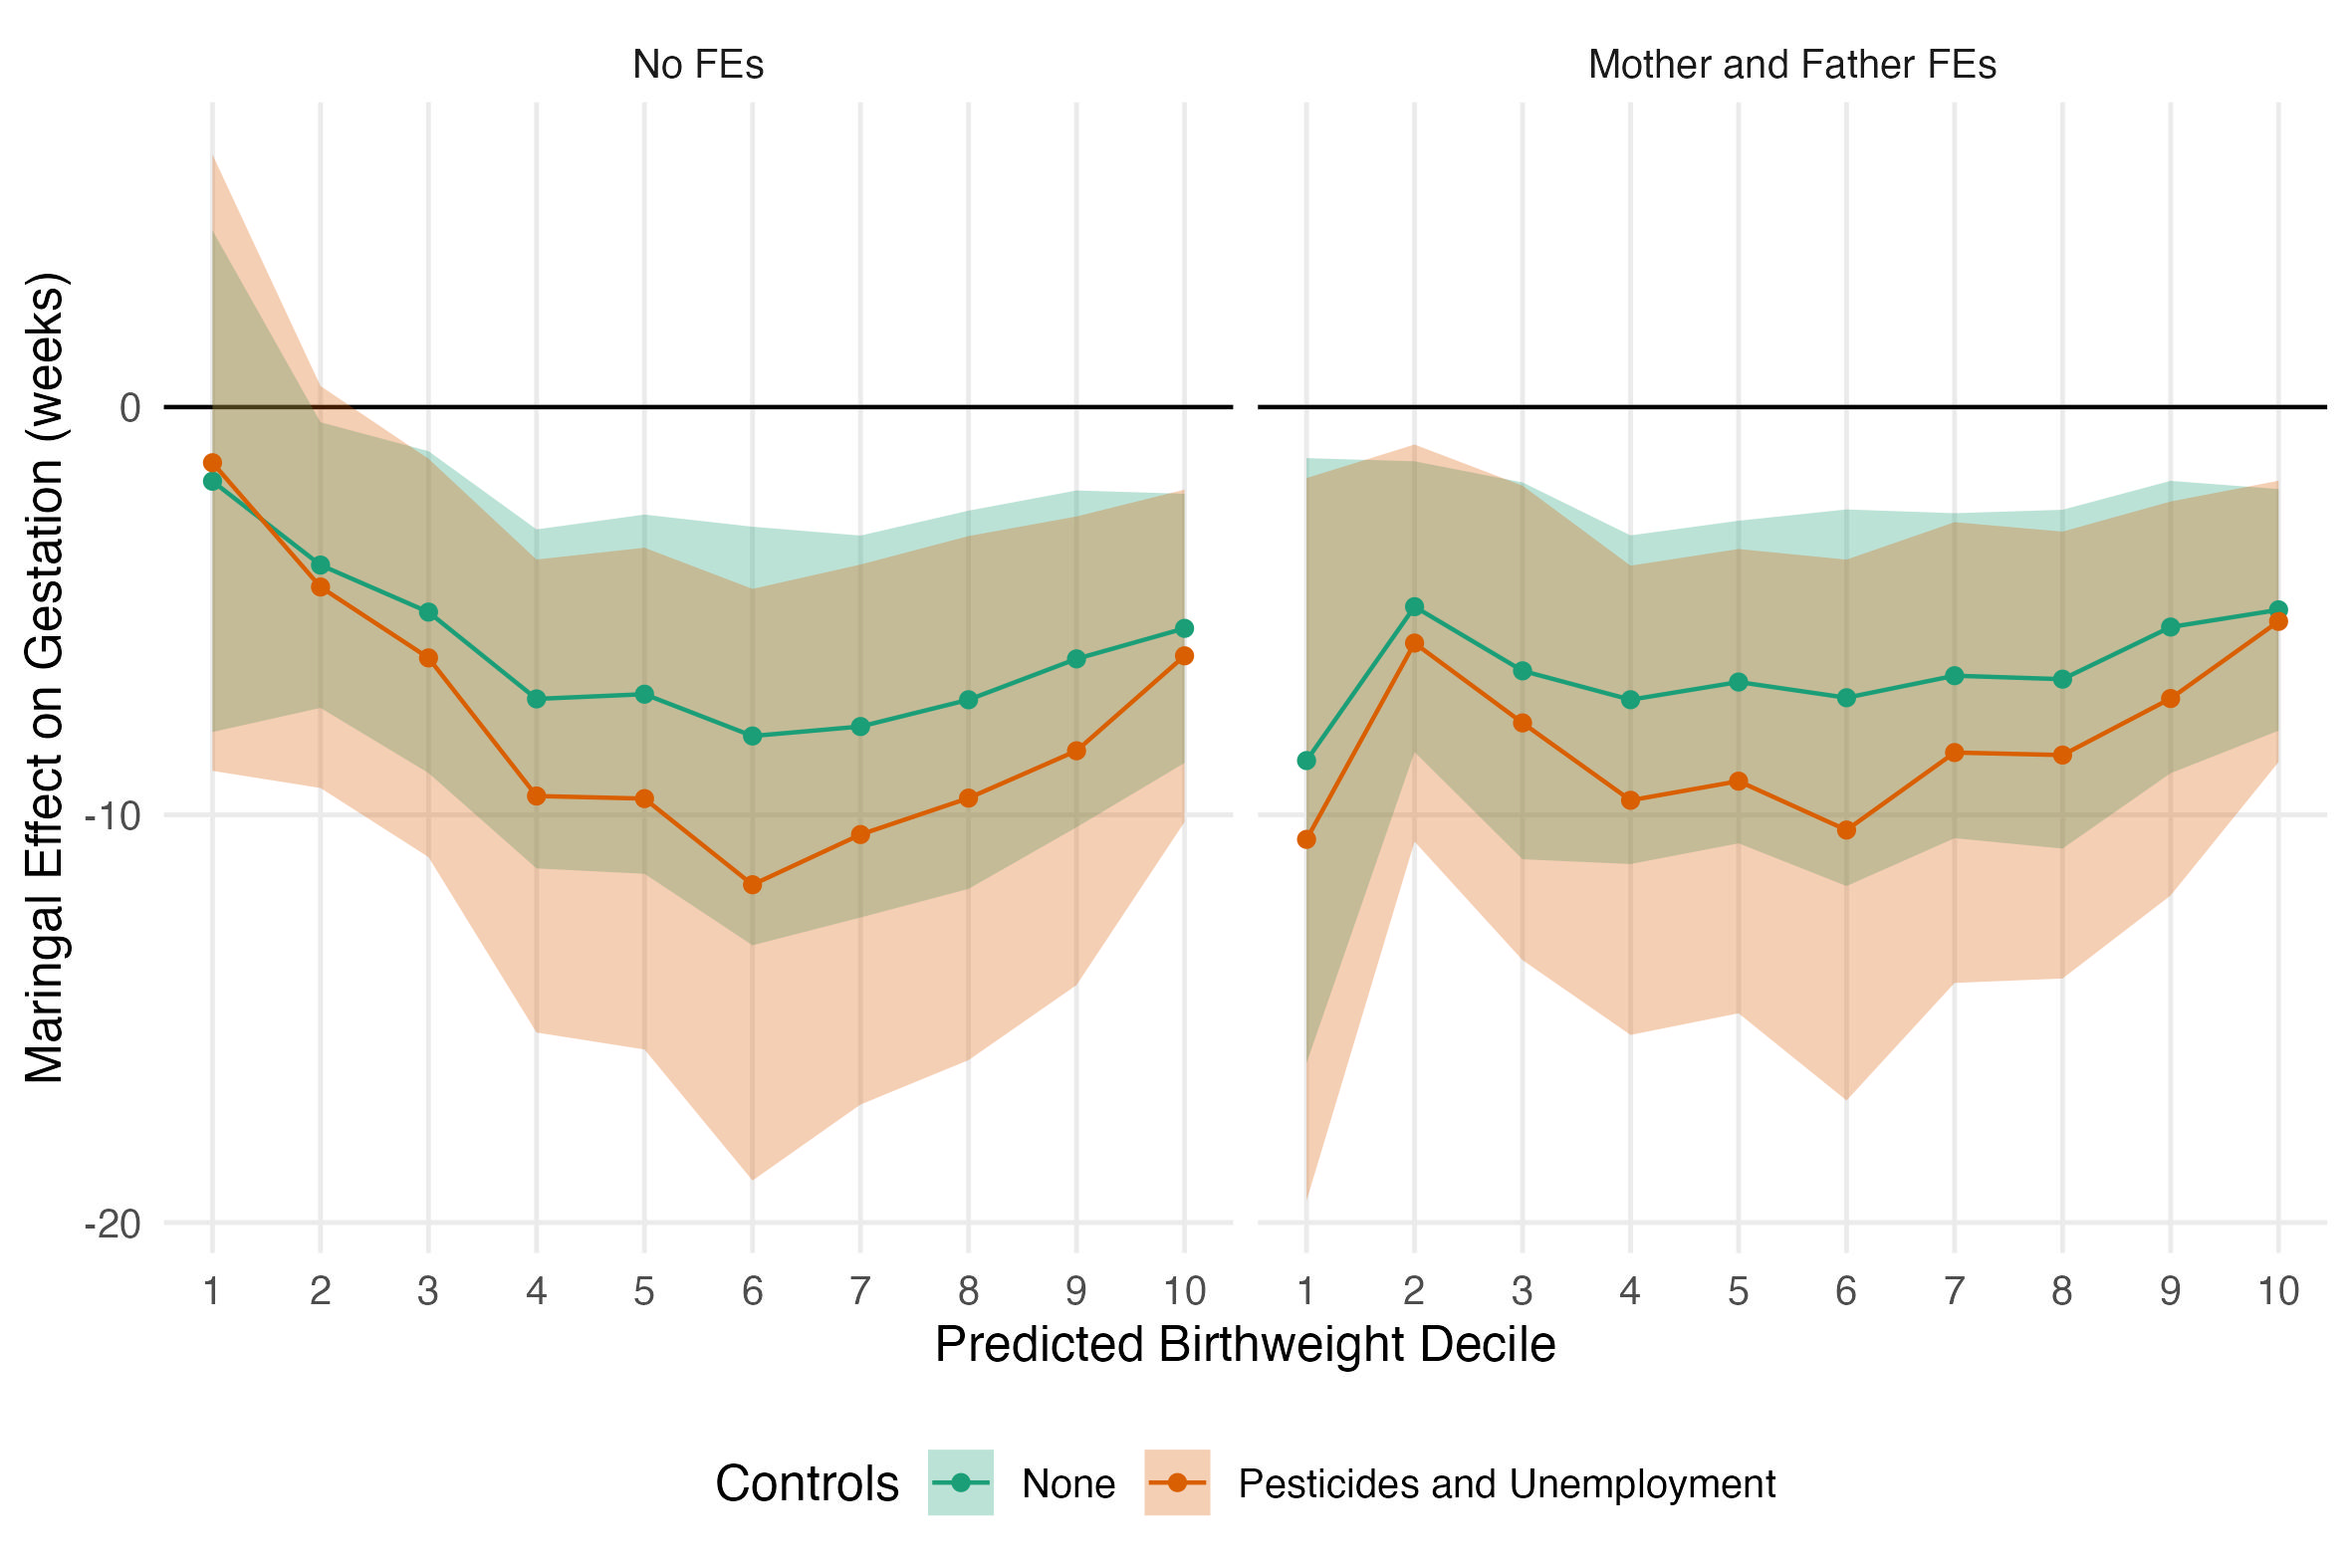 No FEs
Mother and Father FEs
Maringal Effect on Gestation (weeks)
0
-10
-20
1 2 3 4 5 6 7 8 9 10
1 2 3 4 5 6 7 8 9 10
Predicted Birthweight Decile
Controls None Pesticides and Unemployment